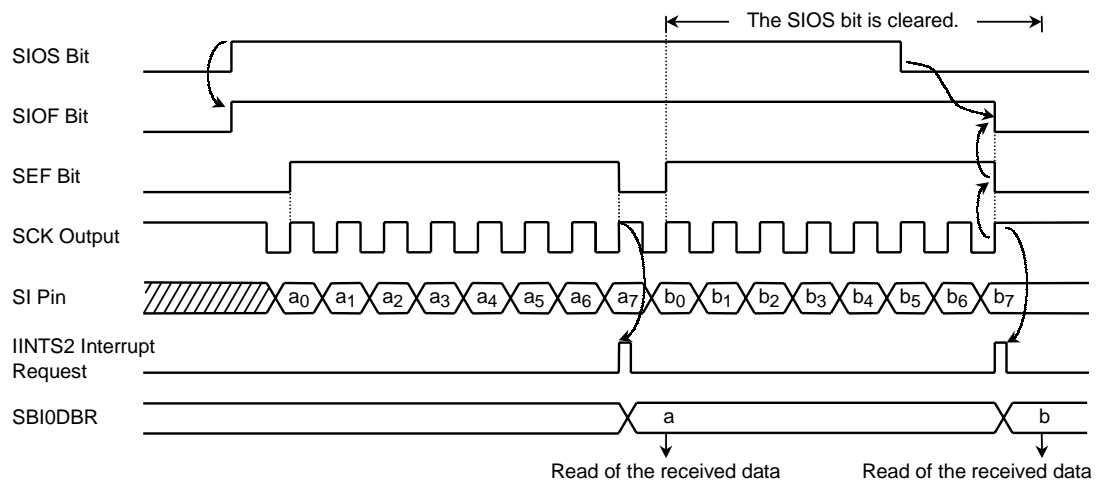 The SIOS bit is cleared.
SIOS Bit
SIOF Bit
SEF Bit
SCK Output
SI Pin
a0 a1 a2 a3 a4 a5 a6 a7 b0 b1 b2 b3 b4 b5 b6 b7
IINTS2 Interrupt
Request
SBI0DBR
a
b
Read of the received data
Read of the received data